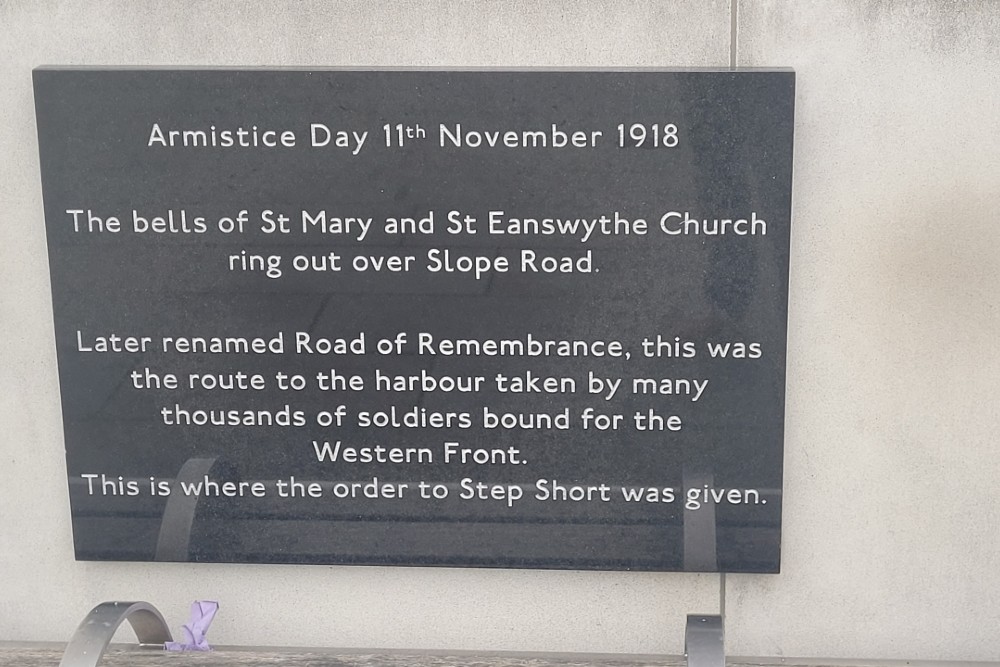 Armistice Day 11th November 1918
The bells of St Mary and St Eanswythe Church
ring out over Slope Road.
Later renamed Road of Remembrance, this was
the route to the harbour taken by many
thousands of soldiers bound for the
Western Front.
This is where the order to Step Short was given.